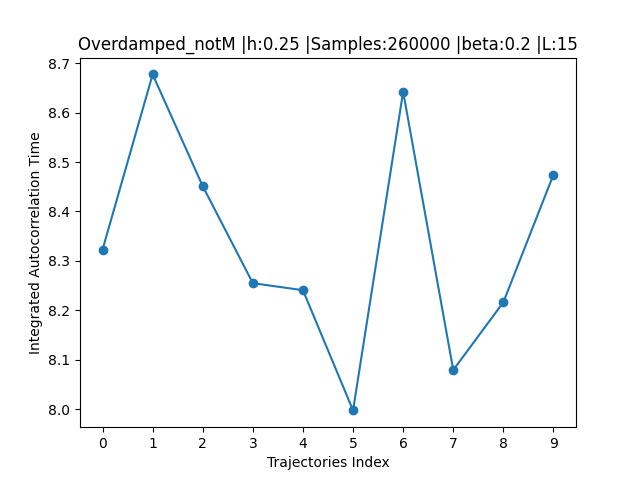 Overdamped_notM |h:0.25 |Samples:260000 |beta:0.2 |L:15
8.7
8.6
8.5
8.4
8.3
8.2
8.1
8.0
Integrated Autocorrelation Time
0 1 2 3 4 5 6 7 8 9
Trajectories Index